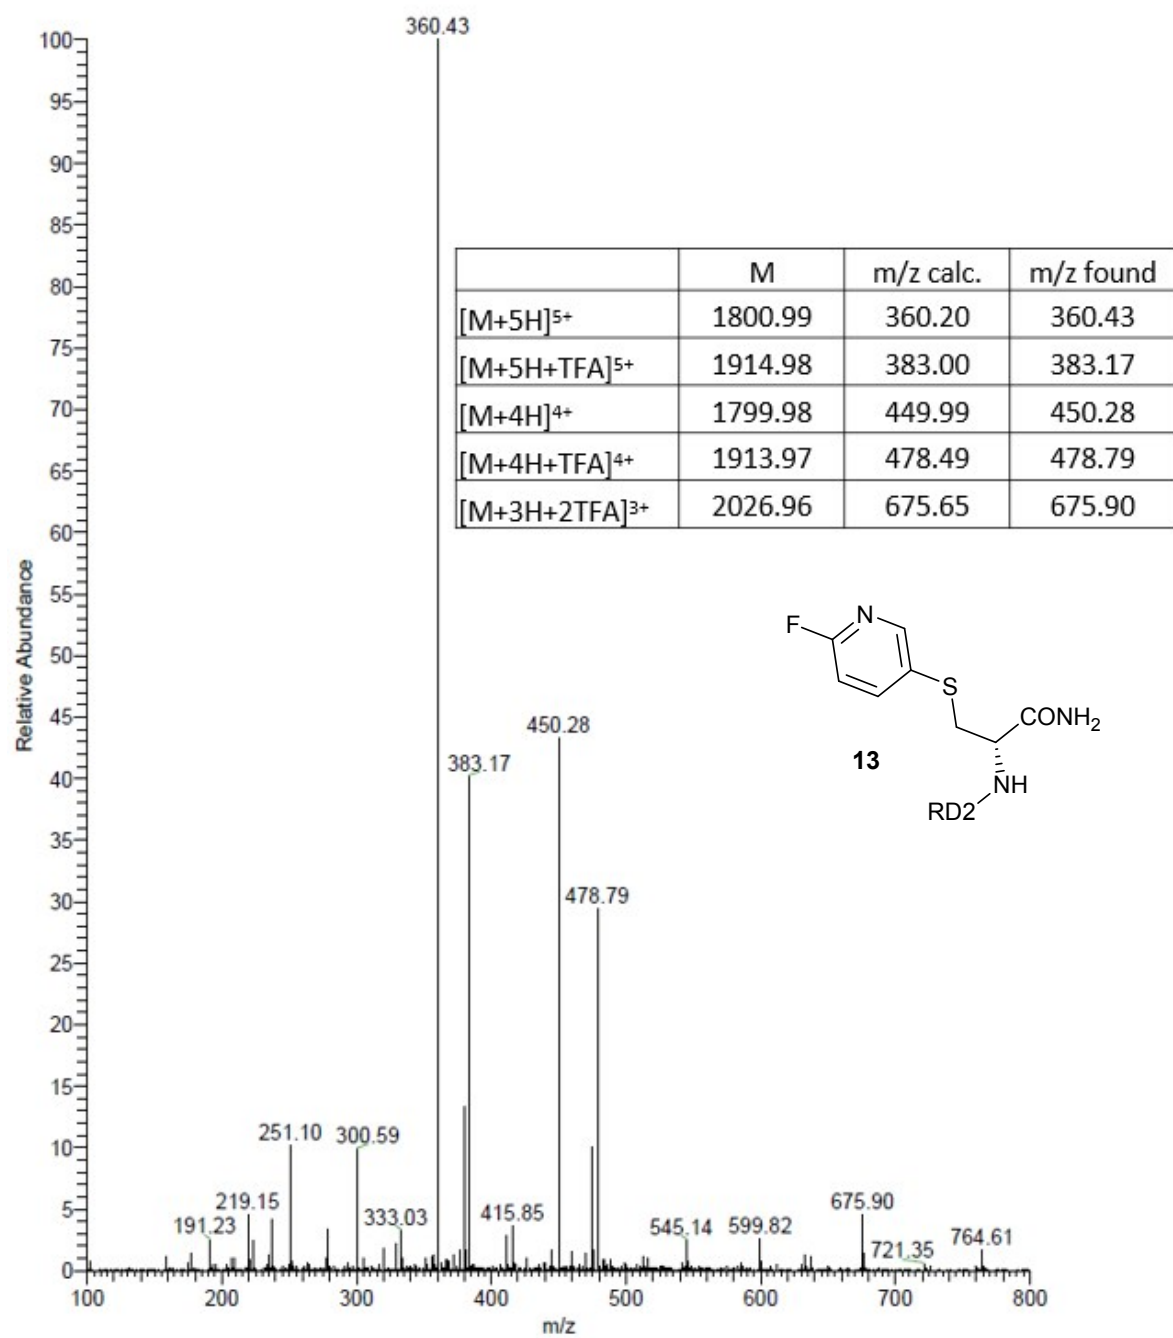 360.43
100
95
90
85
80
75
70
65
60
55
50
45
40
35
30
25
20
15
10
5
0
Relative Abundance
M m/z calc. m/z found
[M+5H]⁵⁺ 1800.99 360.20 360.43
[M+5H+TFA]⁵⁺ 1914.98 383.00 383.17
[M+4H]⁴⁺ 1799.98 449.99 450.28
[M+4H+TFA]⁴⁺ 1913.97 478.49 478.79
[M+3H+2TFA]³⁺ 2026.96 675.65 675.90
F N
S
CONH₂
13
NH
RD2
450.28
383.17
478.79
251.10 300.59
219.15
191.23 333.03 415.85 545.14 599.82 675.90 721.35 764.61
100 200 300 400 500 600 700 800
m/z